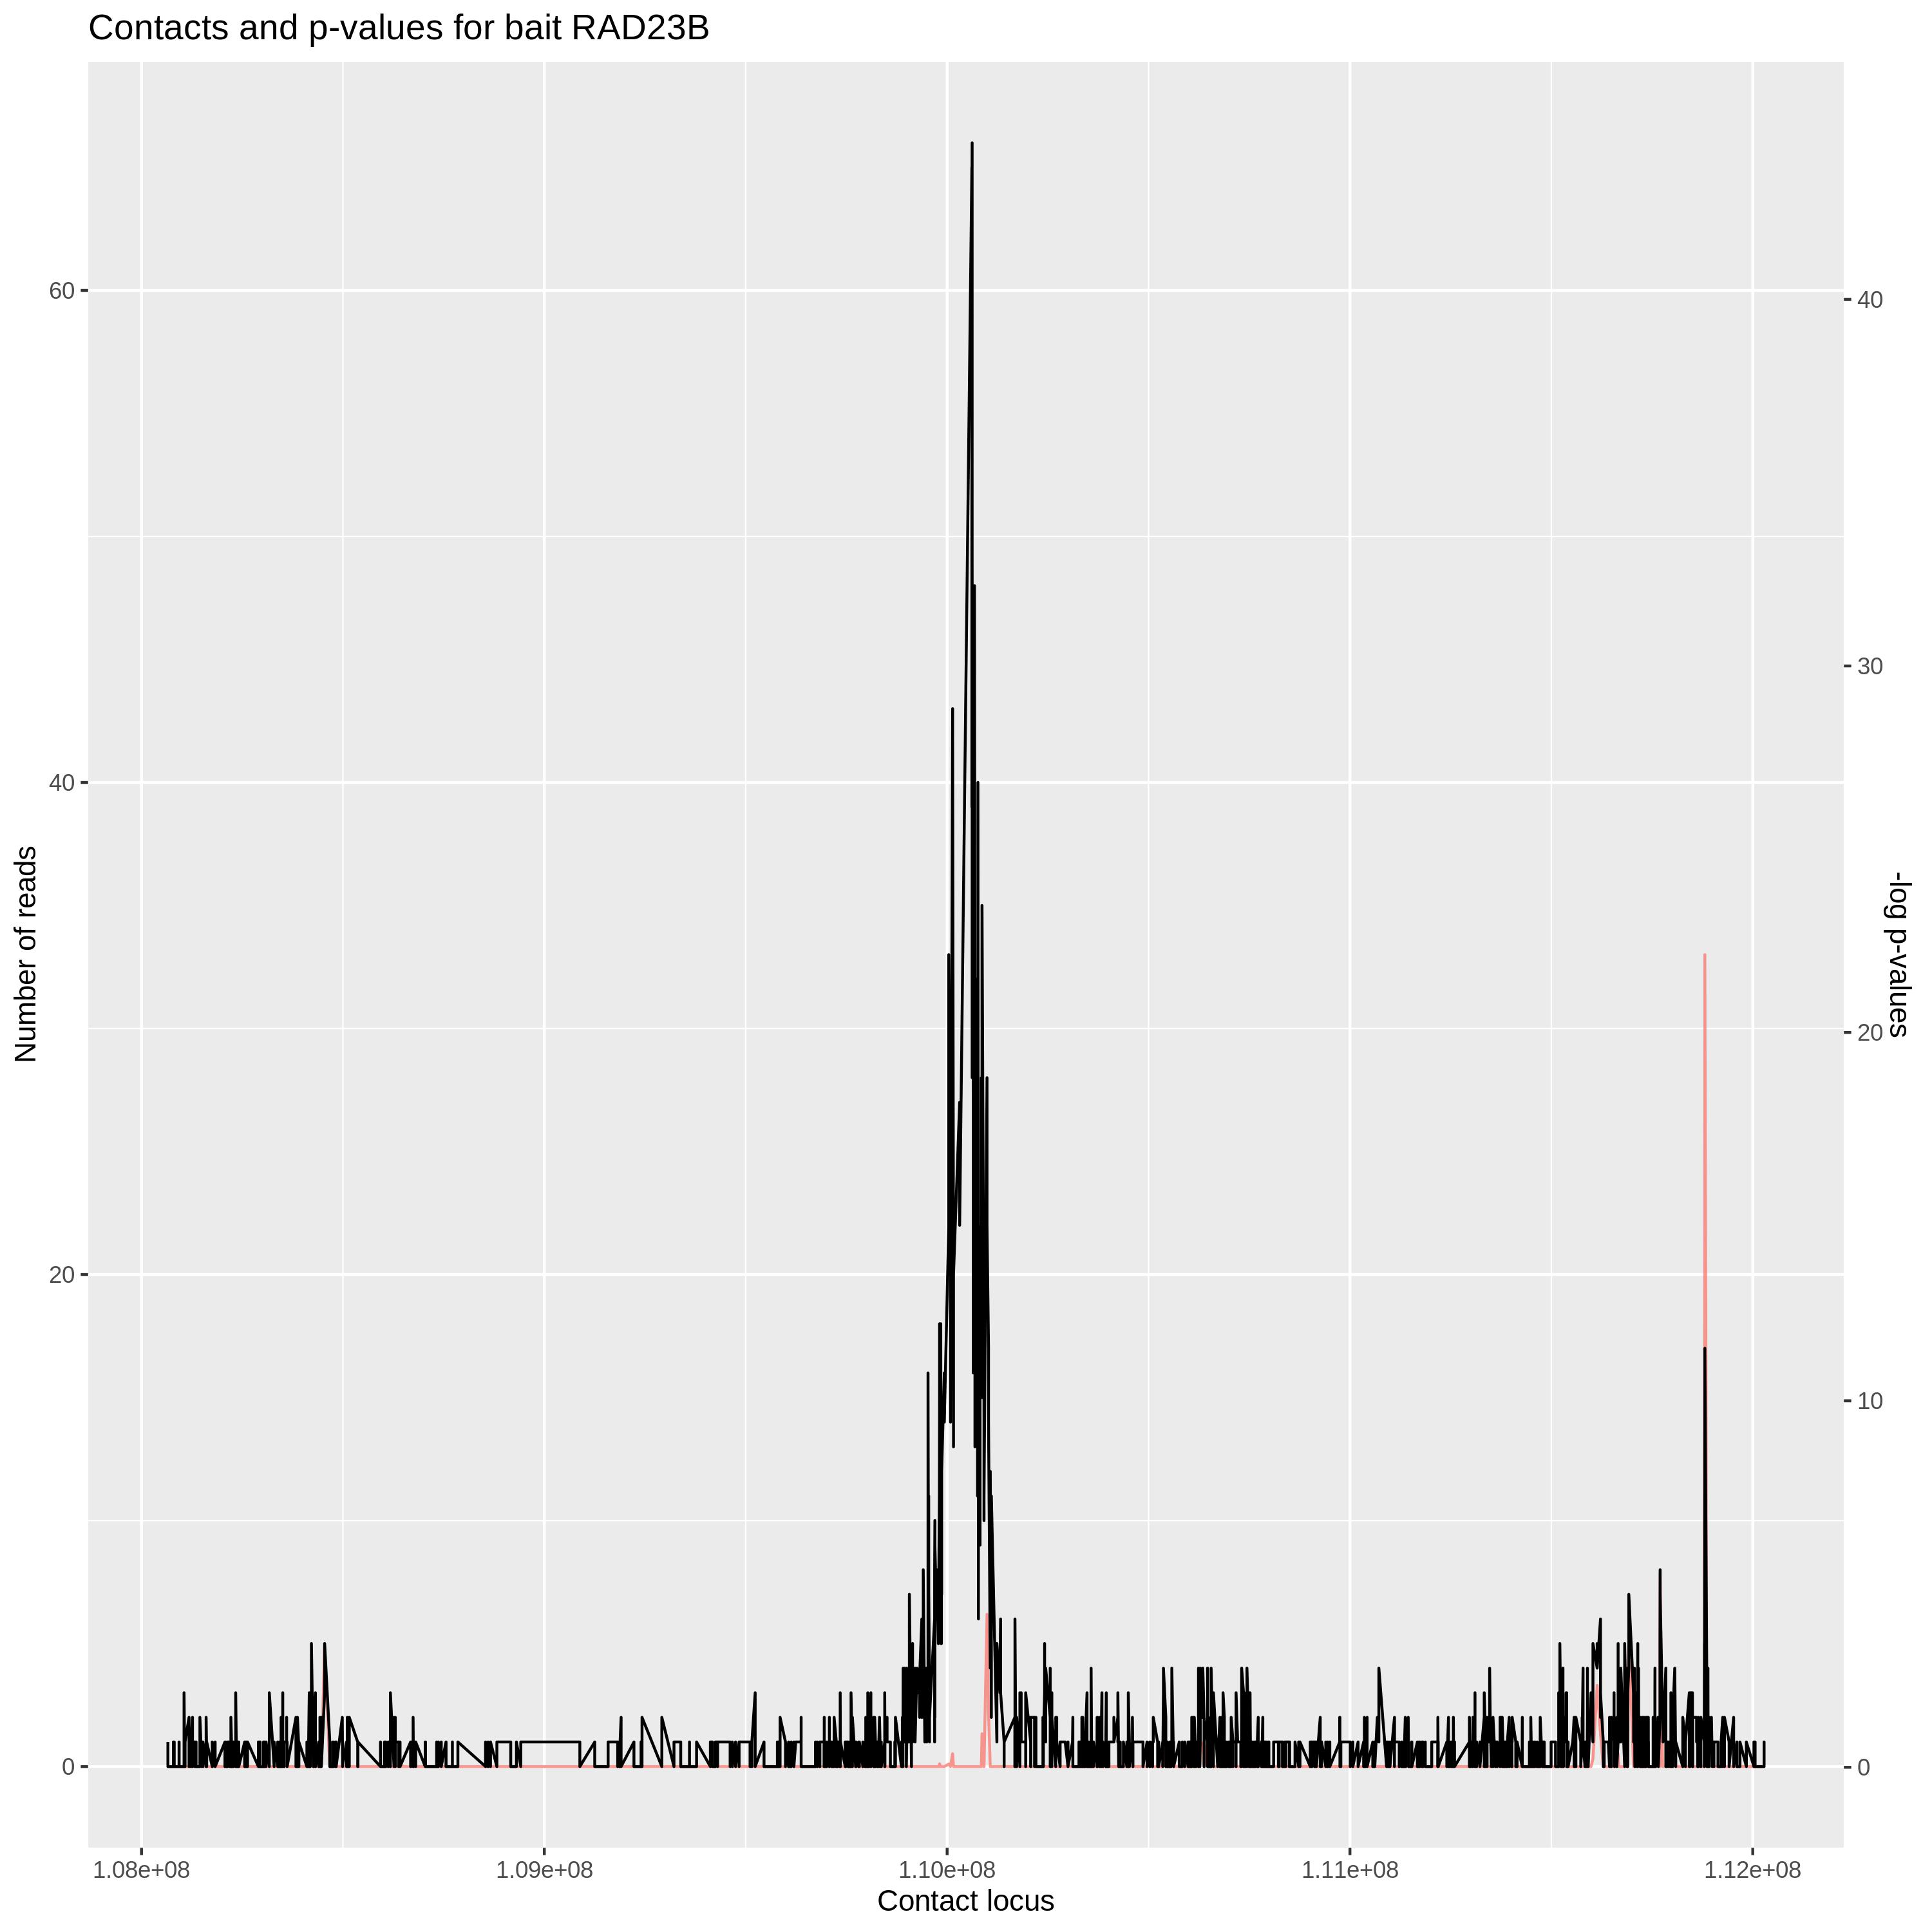 Contacts and p-values for bait RAD23B
60
40
20
0
Number of reads
40
30
20
10
0
-log p-values
1.08e+08
1.09e+08
1.10e+08
1.11e+08
1.12e+08
Contact locus